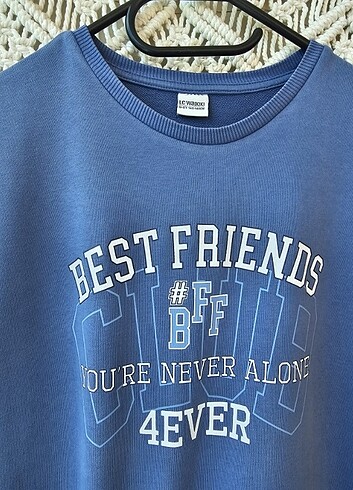 LC WAIKIKI
BEST FRIENDS
CLUB
#BFF
YOU'RE NEVER ALONE
4EVER